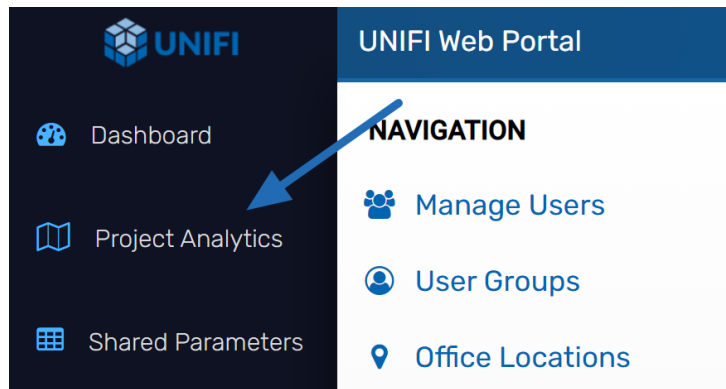 UNIFI
Dashboard
Project Analytics
Shared Parameters
UNIFI Web Portal
NAVIGATION
Manage Users
User Groups
Office Locations